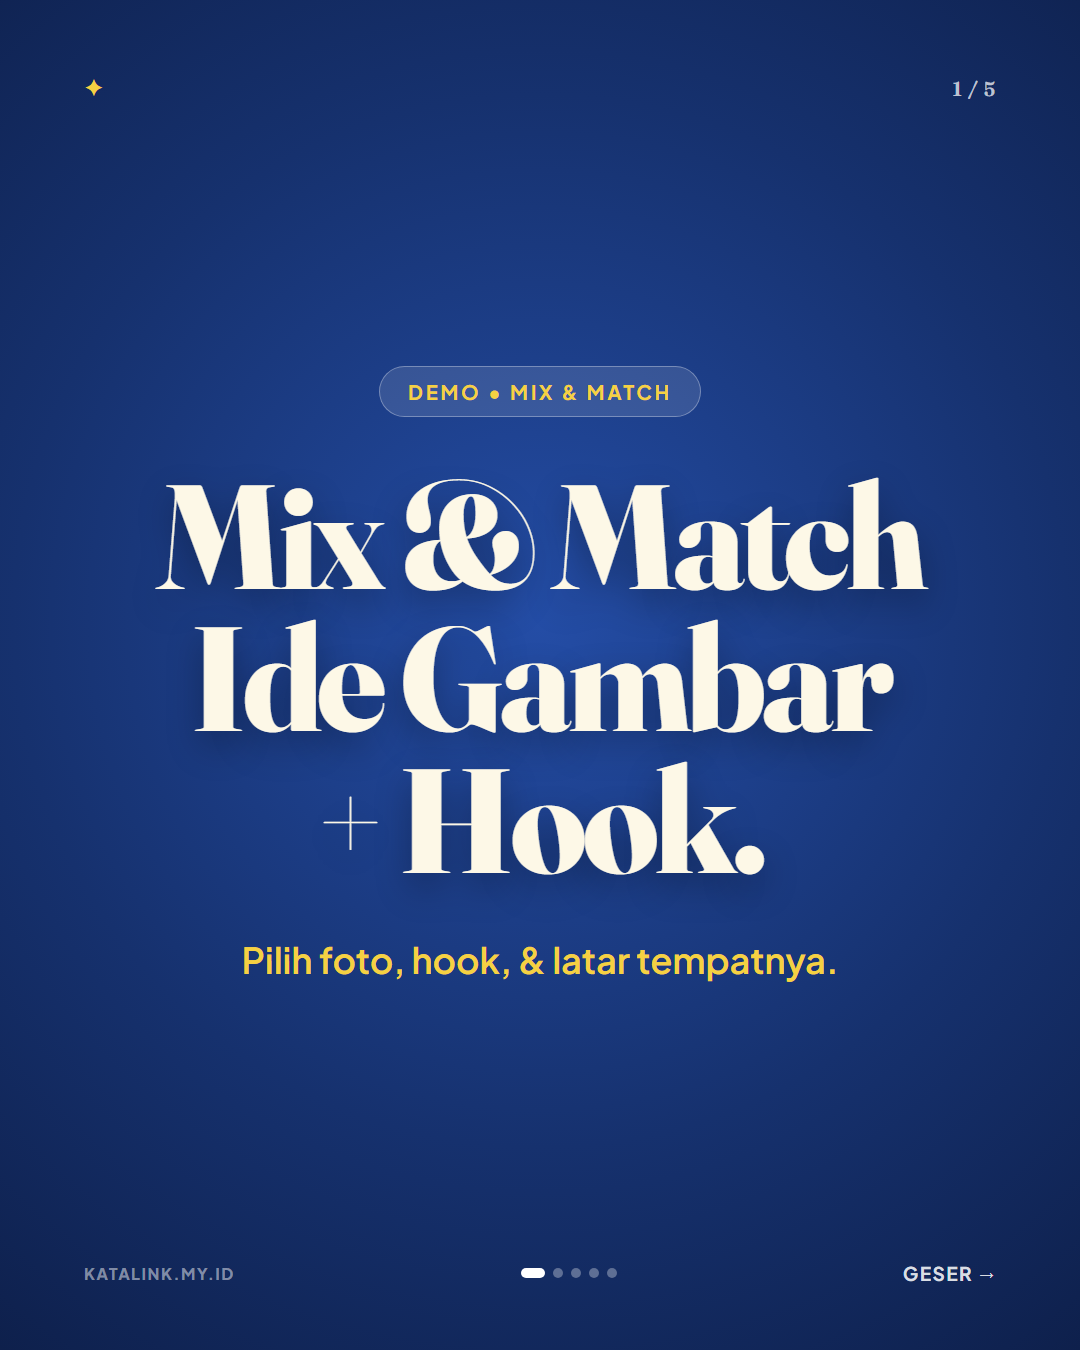 ✦
1 / 5
DEMO • MIX & MATCH
Mix & Match
Ide Gambar
+ Hook.
Pilih foto, hook, & latar tempatnya.
KATALINK.MY.ID
GESER →